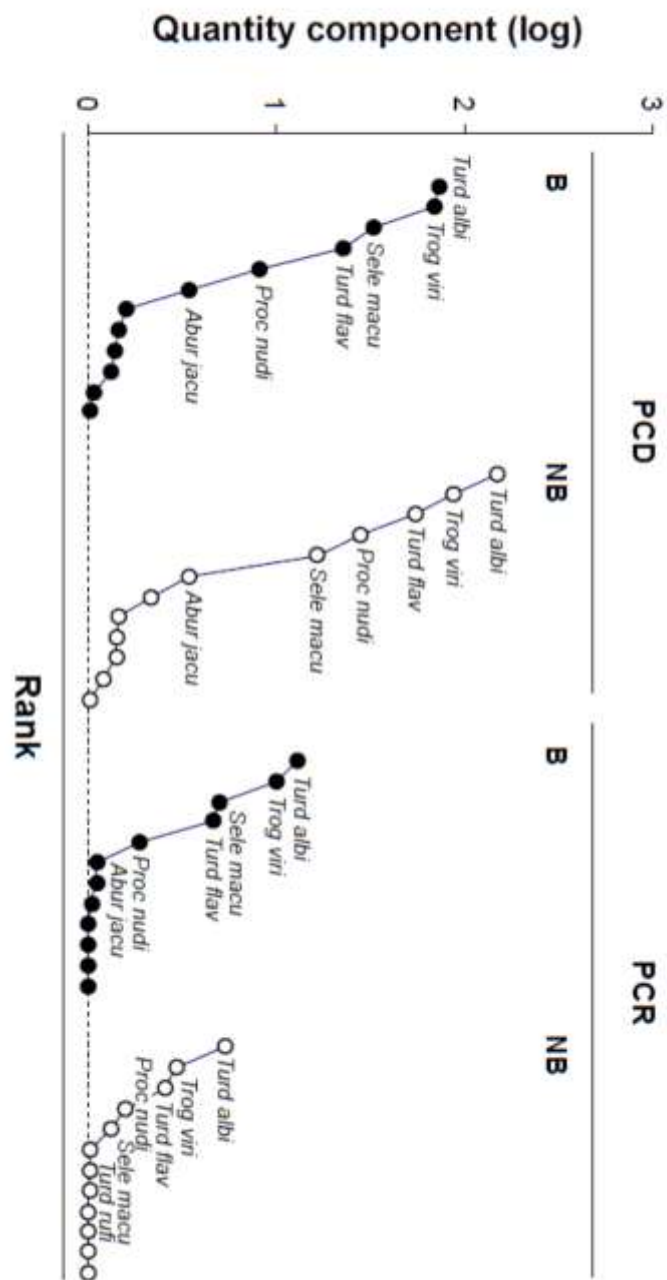 Quantity component (log)
0
1
2
3
PCD
PCR
B
NB
B
NB
Turd albi
Trog viri
Sele macu
Turd flav
Proc nudi
Abur jacu
Turd albi
Trog viri
Turd flav
Proc nudi
Sele macu
Abur jacu
Turd albi
Trog viri
Sele macu
Turd flav
Proc nudi
Abur jacu
Turd albi
Trog viri
Turd flav
Proc nudi
Sele macu
Turd rufi
Rank